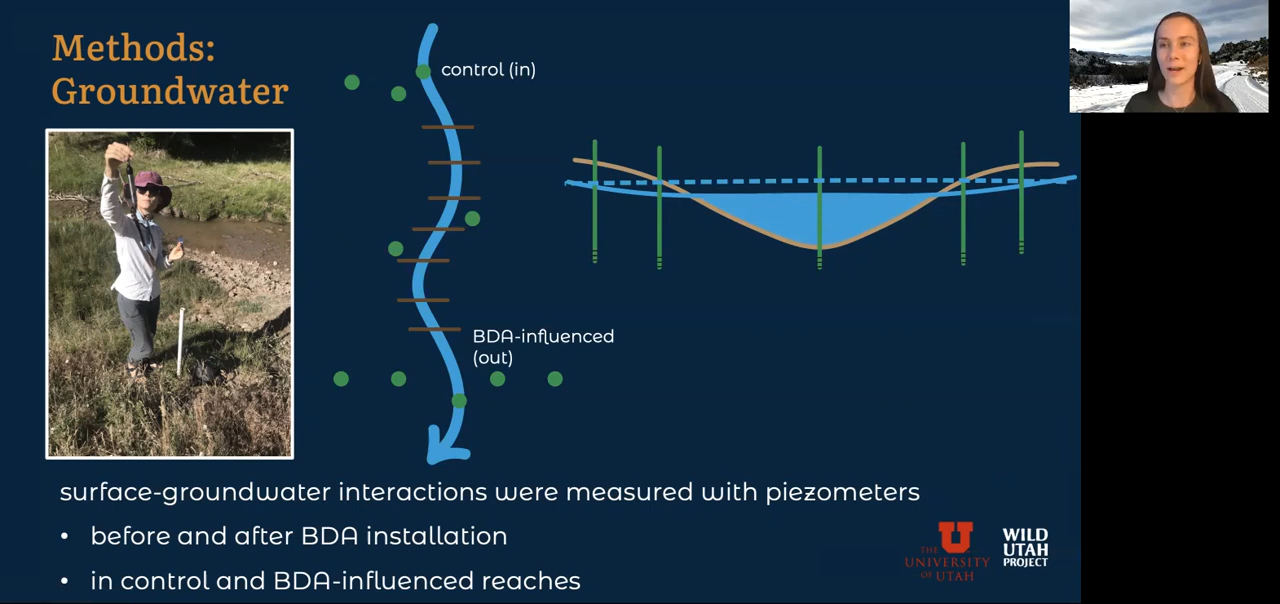 Methods:
Groundwater
control (in)
BDA-influenced
(out)
surface-groundwater interactions were measured with piezometers
• before and after BDA installation
• in control and BDA-influenced reaches
U
THE
UNIVERSITY
OF UTAH
WILD
UTAH
PROJECT